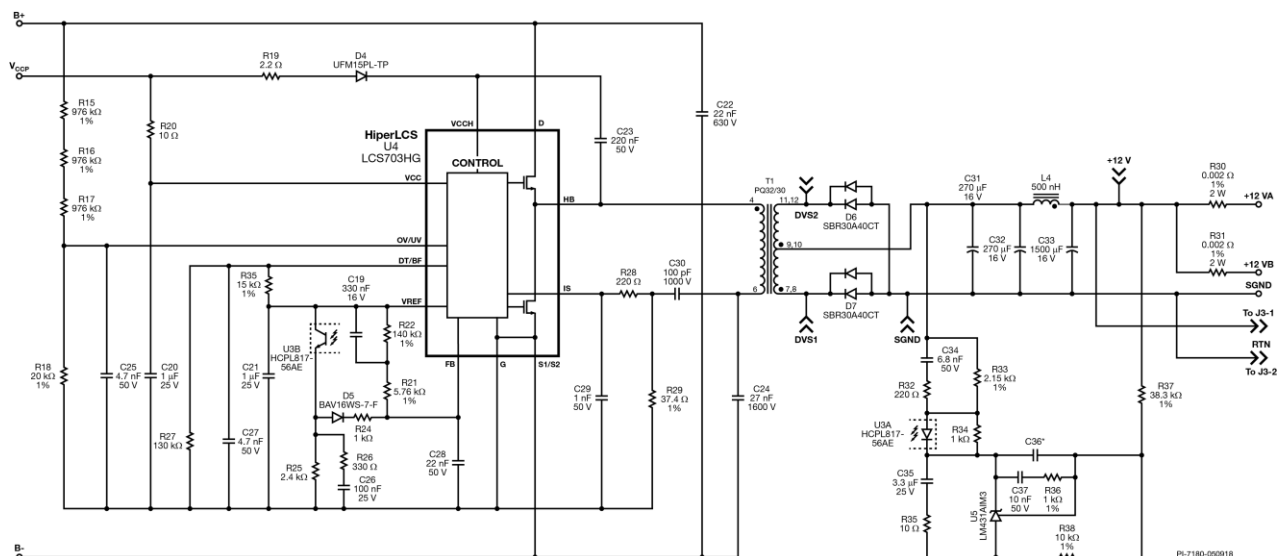 B+
VCCP
R19
2.2 Ω
D4
UFM15PL-TP
R15
976 kΩ
1%
R16
976 kΩ
1%
R17
976 kΩ
1%
R20
10 Ω
HiperLCS
U4
LCS703HG
VCCH
D
CONTROL
VCC
HB
OV/UV
DT/BF
IS
VREF
FB
G
S1/S2
C23
220 nF
50 V
C22
22 nF
630 V
T1
PQ32/30
4
11,12
9,10
6
7,8
DVS2
D6
SBR30A40CT
D7
SBR30A40CT
DVS1
SGND
C31
270 µF
16 V
L4
500 nH
+12 V
R30
0.002 Ω
1%
2 W
+12 VA
C32
270 µF
16 V
C33
1500 µF
16 V
R31
0.002 Ω
1%
2 W
+12 VB
SGND
To J3-1
RTN
To J3-2
R35
15 kΩ
1%
C19
330 nF
16 V
R22
140 kΩ
1%
U3B
HCPL817-
56AE
R28
220 Ω
C30
100 pF
1000 V
R18
20 kΩ
1%
C25
4.7 nF
50 V
C20
1 µF
25 V
C21
1 µF
25 V
R21
5.76 kΩ
1%
D5
BAV16WS-7-F
R24
1 kΩ
R27
130 kΩ
C27
4.7 nF
50 V
R25
2.4 kΩ
R26
330 Ω
C26
100 nF
25 V
C28
22 nF
50 V
C29
1 nF
50 V
R29
37.4 Ω
1%
C24
27 nF
1600 V
C34
6.8 nF
50 V
R33
2.15 kΩ
1%
R32
220 Ω
R37
38.3 kΩ
1%
U3A
HCPL817-
56AE
R34
1 kΩ
C36*
C35
3.3 µF
25 V
C37
10 nF
50 V
R36
1 kΩ
1%
R35
10 Ω
U5
LM431AIM3
R38
10 kΩ
1%
B-
PI-7180-050918